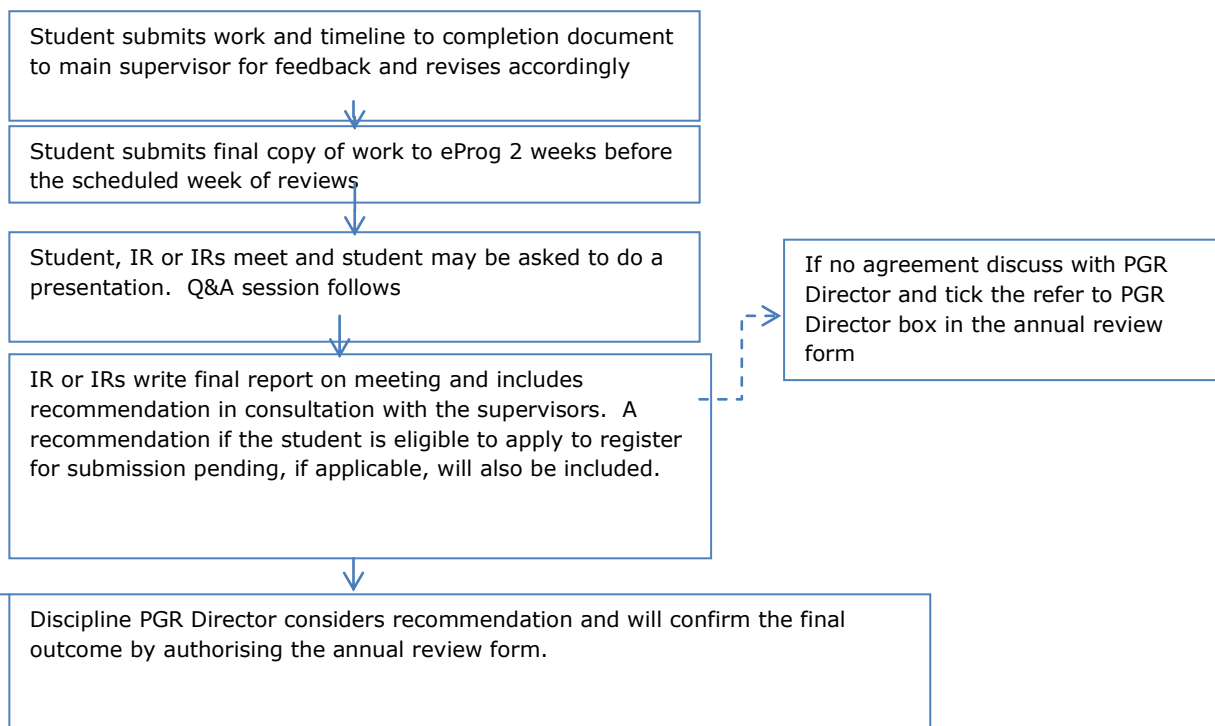 Student submits work and timeline to completion document
to main supervisor for feedback and revises accordingly
Student submits final copy of work to eProg 2 weeks before
the scheduled week of reviews
Student, IR or IRs meet and student may be asked to do a
presentation.  Q&A session follows
If no agreement discuss with PGR
Director and tick the refer to PGR
Director box in the annual review
form
IR or IRs write final report on meeting and includes
recommendation in consultation with the supervisors.  A
recommendation if the student is eligible to apply to register
for submission pending, if applicable, will also be included.
Discipline PGR Director considers recommendation and will confirm the final
outcome by authorising the annual review form.